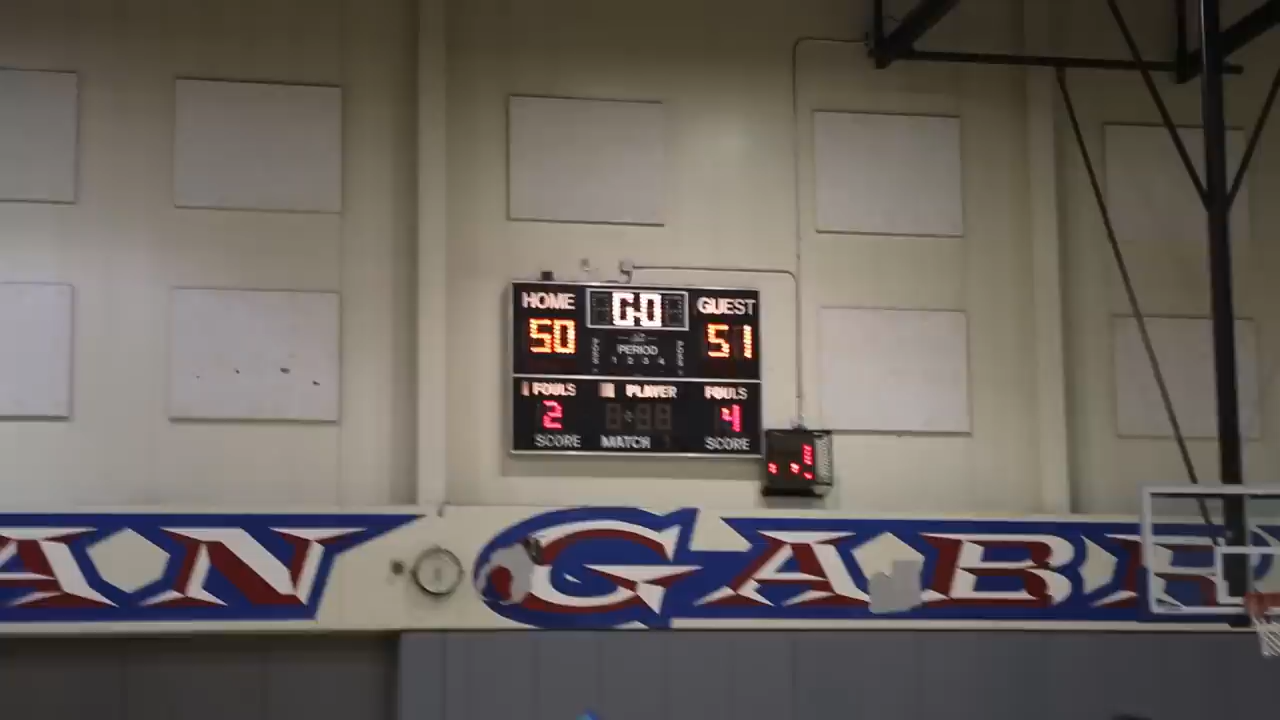 HOME 0.0 GUEST
50 51
PERIOD
1 2 3 4
FOULS PLAYER FOULS
2 4
SCORE MATCH SCORE
AN GABR